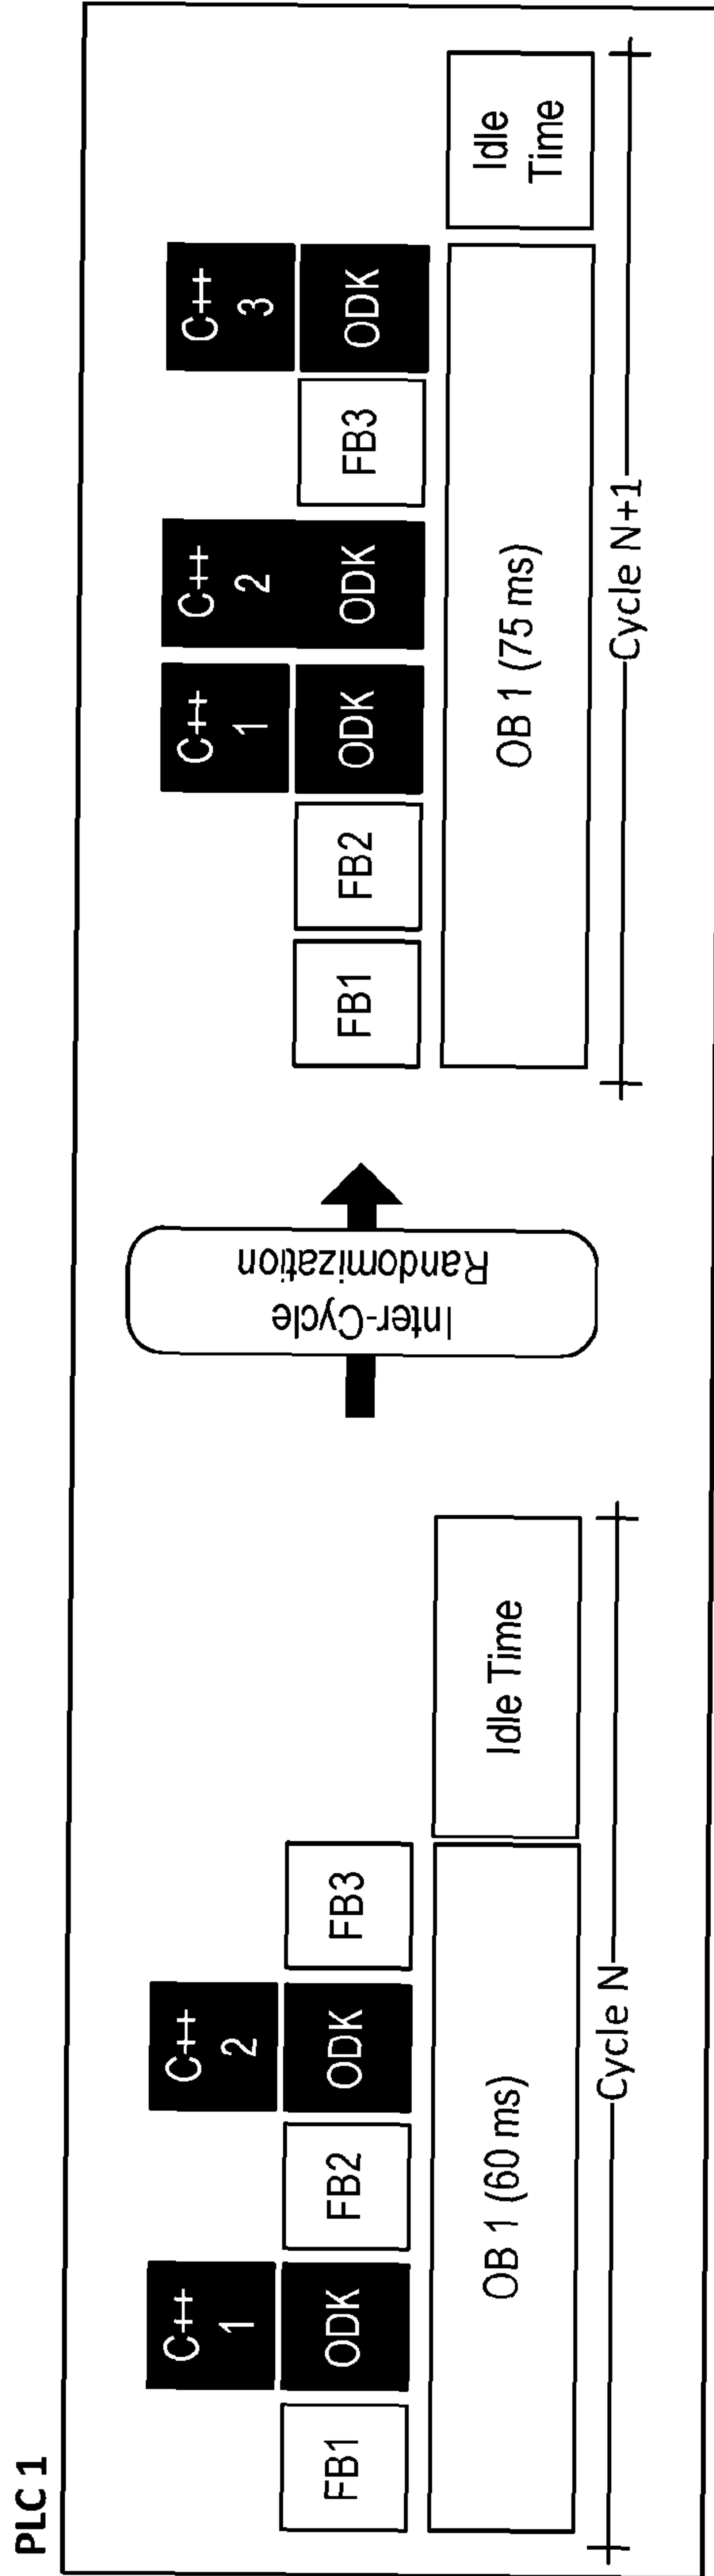 PLC 1
C++
1
C++
2
FB1
ODK
FB2
ODK
FB3
OB 1 (60 ms)
Idle Time
Cycle N
Inter-Cycle
Randomization
C++
1
C++
2
C++
3
FB1
FB2
ODK
ODK
FB3
ODK
OB 1 (75 ms)
Idle
Time
Cycle N+1